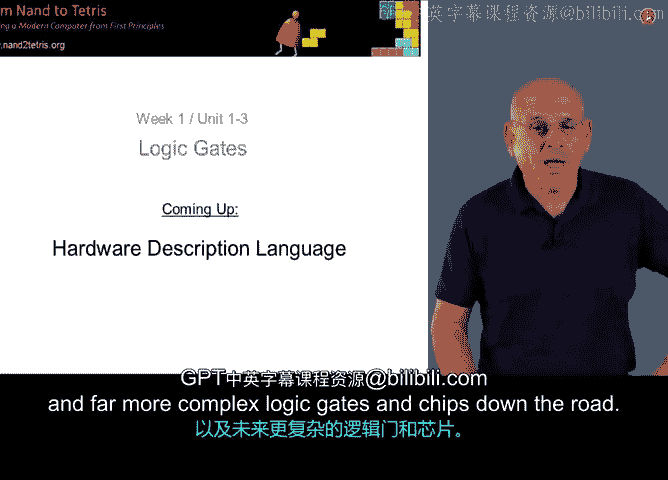 中英字幕课程资源@bilibili.com
om Nand to Tetris
ing a Modern Computer from First Principles
.nand2tetris.org
Week 1 / Unit 1-3
Logic Gates
Coming Up:
Hardware Description Language
GPT中英字幕课程资源@bilibili.com
and far more complex logic gates and chips down the road.
以及未来更复杂的逻辑门和芯片。